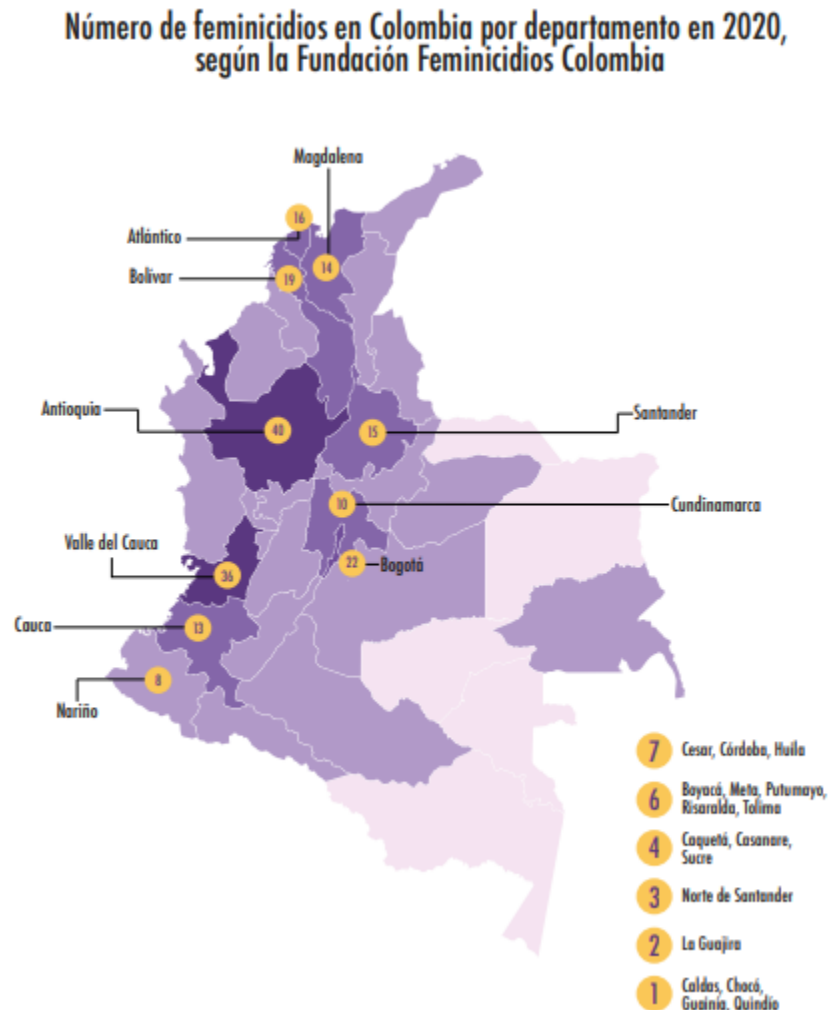 Número de feminicidios en Colombia por departamento en 2020,
según la Fundación Feminicidios Colombia
Magdalena
16
Atlántico
14
Bolívar
19
Antioquia
40
15
Santander
10
Cundinamarca
Valle del Cauca
22
Bogotá
36
Cauca
13
8
Nariño
7
Cesar, Córdoba, Huila
6
Boyacá, Meta, Putumayo,
Risaralda, Tolima
4
Caquetá, Casanare,
Sucre
3
Norte de Santander
2
La Guajira
1
Caldas, Chocó,
Guainía, Quindío